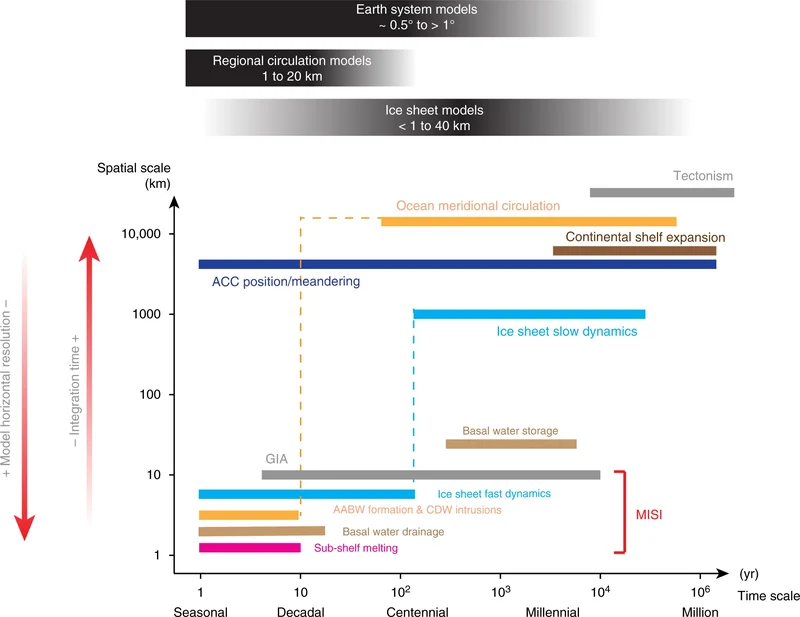 Earth system models
~ 0.5° to > 1°
Regional circulation models
1 to 20 km
Ice sheet models
< 1 to 40 km
Spatial scale
(km)
Tectonism
Ocean meridional circulation
10,000
Continental shelf expansion
ACC position/meandering
1000
Ice sheet slow dynamics
100
Basal water storage
GIA
10
Ice sheet fast dynamics
AABW formation & CDW intrusions
MISI
Basal water drainage
Sub-shelf melting
1
+ Model horizontal resolution –
– Integration time +
1 10 10² 10³ 10⁴ 10⁶ (yr)
Time scale
Seasonal Decadal Centennial Millennial Million